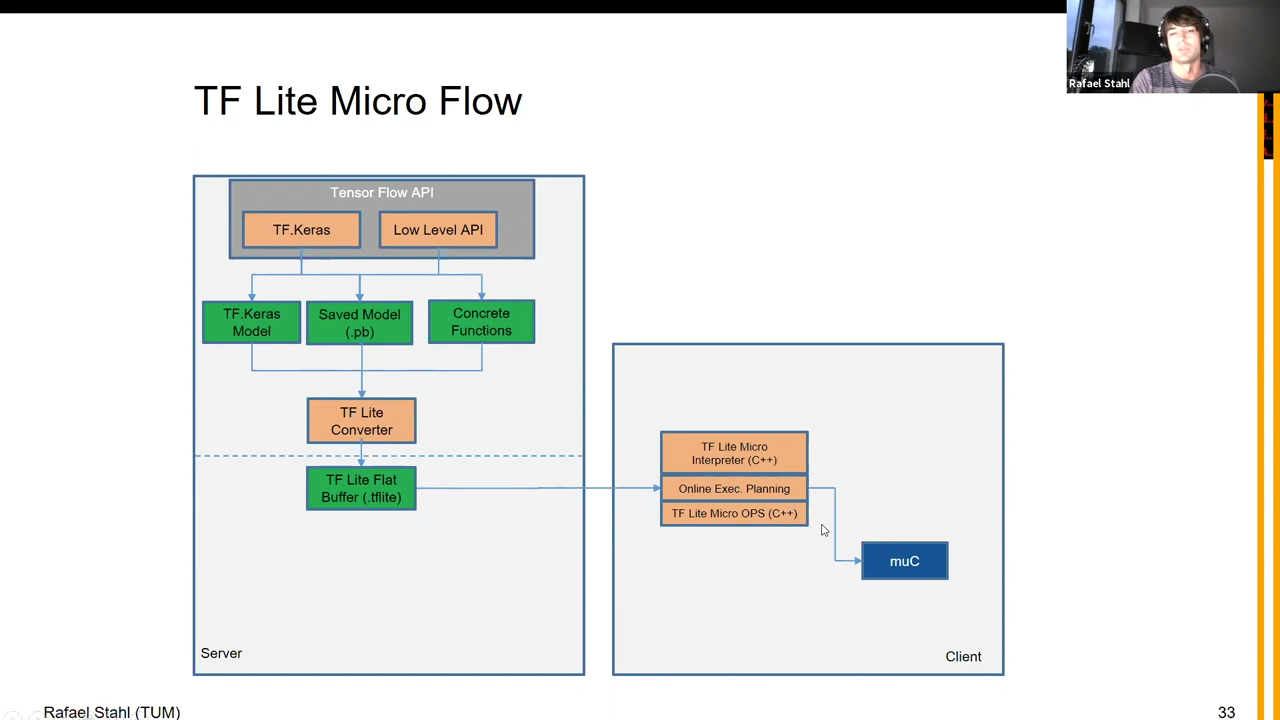 Rafael Stahl
TF Lite Micro Flow
Tensor Flow API
TF.Keras
Low Level API
TF.Keras
Model
Saved Model
(.pb)
Concrete
Functions
TF Lite
Converter
TF Lite Flat
Buffer (.tflite)
Server
TF Lite Micro
Interpreter (C++)
Online Exec. Planning
TF Lite Micro OPS (C++)
muC
Client
Rafael Stahl (TUM)
33